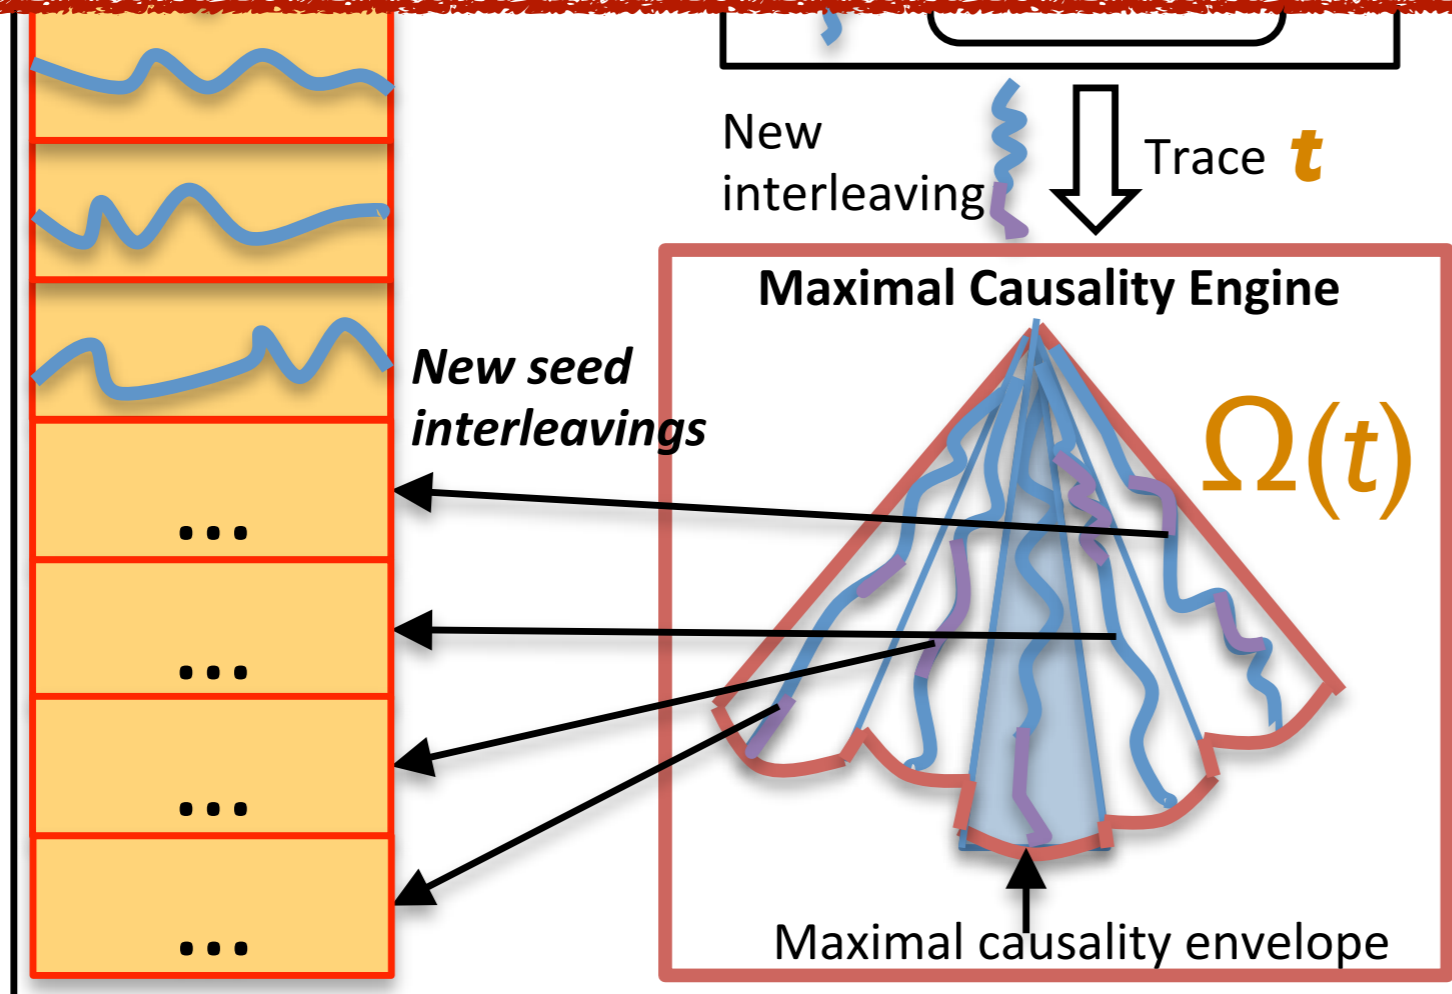 New
interleaving
Trace t
Maximal Causality Engine
New seed
interleavings
Ω(t)
...
...
...
...
Maximal causality envelope